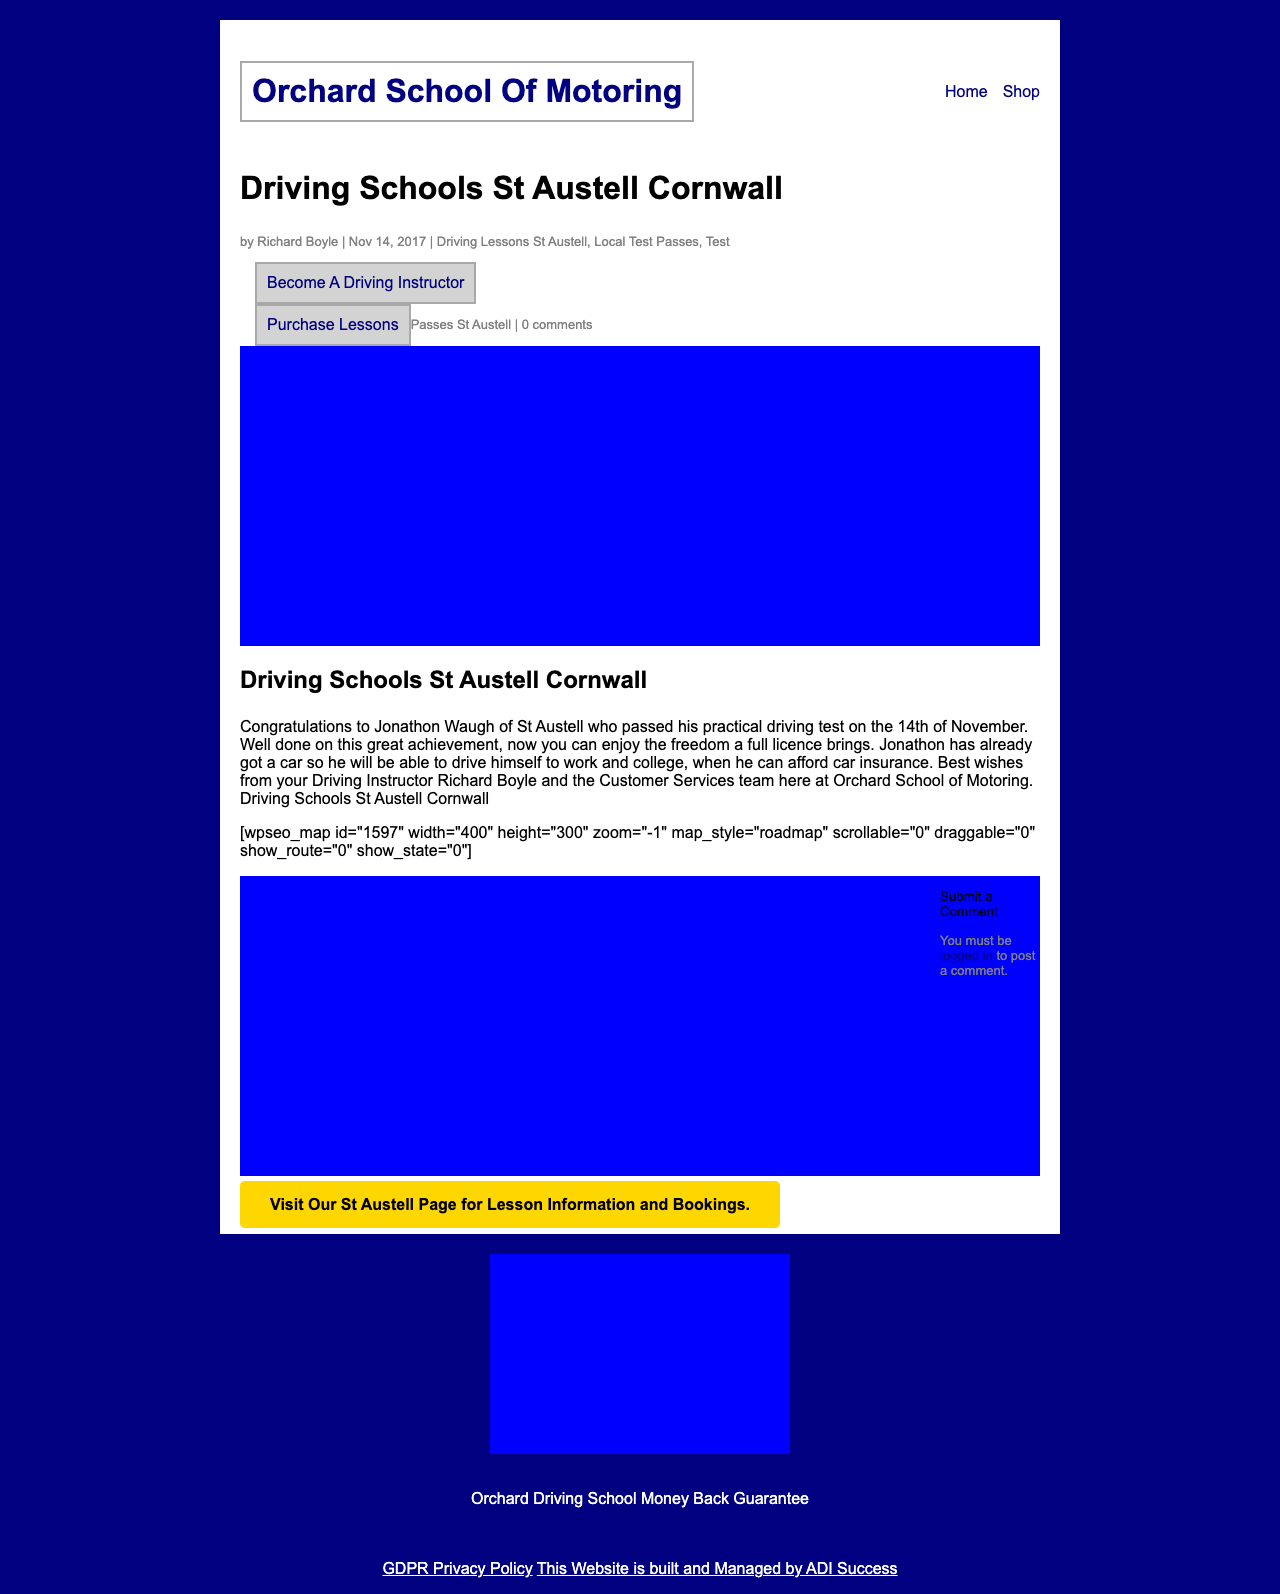 Orchard School Of Motoring
Home Shop
Driving Schools St Austell Cornwall
by Richard Boyle | Nov 14, 2017 | Driving Lessons St Austell, Local Test Passes, Test
Become A Driving Instructor
Purchase Lessons Passes St Austell | 0 comments
Driving Schools St Austell Cornwall
Congratulations to Jonathon Waugh of St Austell who passed his practical driving test on the 14th of November.
Well done on this great achievement, now you can enjoy the freedom a full licence brings. Jonathon has already
got a car so he will be able to drive himself to work and college, when he can afford car insurance. Best wishes
from your Driving Instructor Richard Boyle and the Customer Services team here at Orchard School of Motoring.
Driving Schools St Austell Cornwall
[wpseo_map id="1597" width="400" height="300" zoom="-1" map_style="roadmap" scrollable="0" draggable="0"
show_route="0" show_state="0"]
Submit a
Comment
You must be
logged in to post
a comment.
Visit Our St Austell Page for Lesson Information and Bookings.
Orchard Driving School Money Back Guarantee
GDPR Privacy Policy This Website is built and Managed by ADI Success